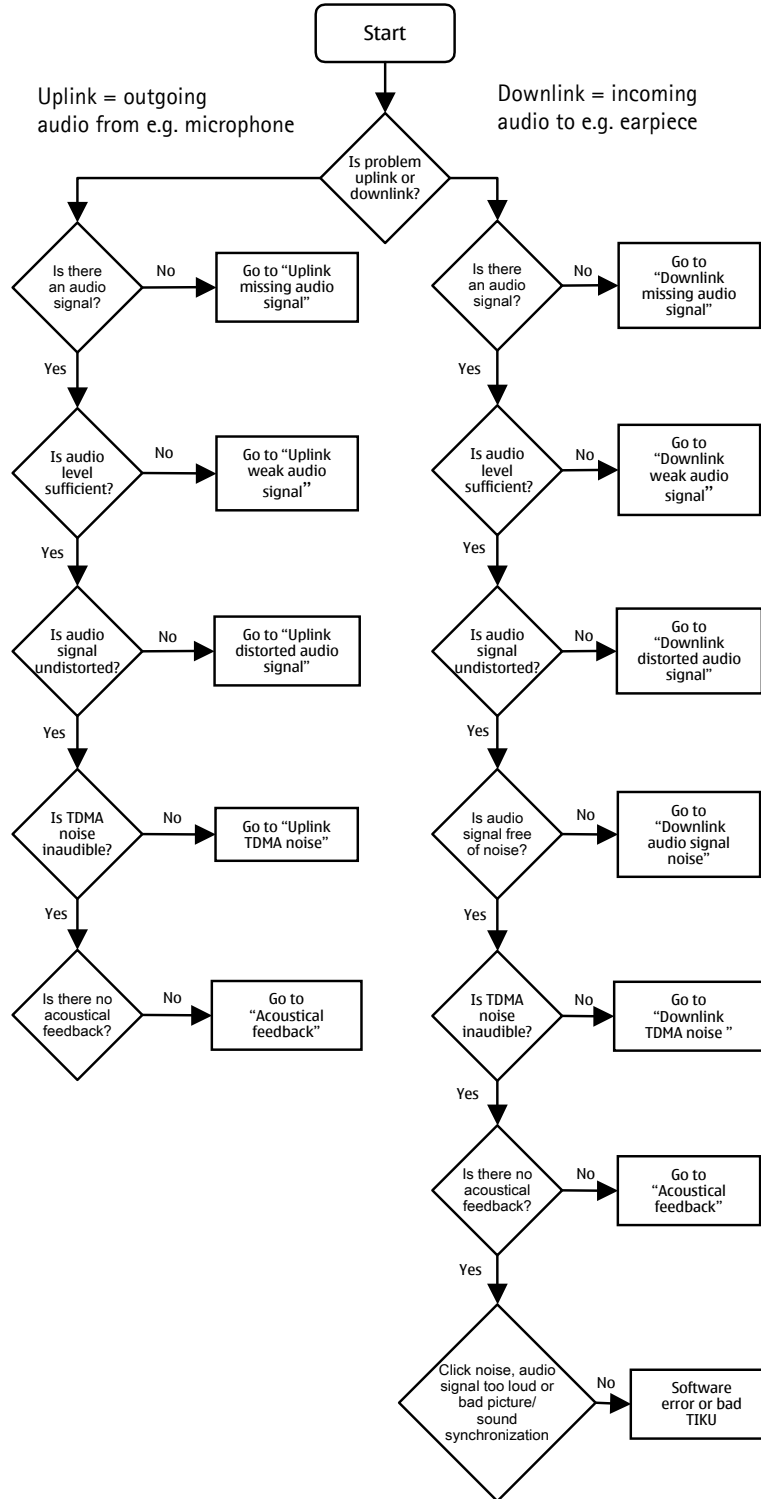 Start
Uplink = outgoing
audio from e.g. microphone
Downlink = incoming
audio to e.g. earpiece
Is problem
uplink or
downlink?
Is there
an audio
signal?
No
Go to “Uplink
missing audio
signal”
Yes
Is audio
level
sufficient?
No
Go to “Uplink
weak audio
signal”
Yes
Is audio
signal
undistorted?
No
Go to “Uplink
distorted audio
signal”
Yes
Is TDMA
noise
inaudible?
No
Go to “Uplink
TDMA noise”
Yes
Is there no
acoustical
feedback?
No
Go to
“Acoustical
feedback”
Is there
an audio
signal?
No
Go to
“Downlink
missing audio
signal”
Yes
Is audio
level
sufficient?
No
Go to
“Downlink
weak audio
signal”
Yes
Is audio
signal
undistorted?
No
Go to
“Downlink
distorted audio
signal”
Yes
Is audio
signal free
of noise?
No
Go to
“Downlink
audio signal
noise”
Yes
Is TDMA
noise
inaudible?
No
Go to
“Downlink
TDMA noise ”
Yes
Is there no
acoustical
feedback?
No
Go to
“Acoustical
feedback”
Yes
Click noise, audio
signal too loud or
bad picture/
sound
synchronization
No
Software
error or bad
TIKU